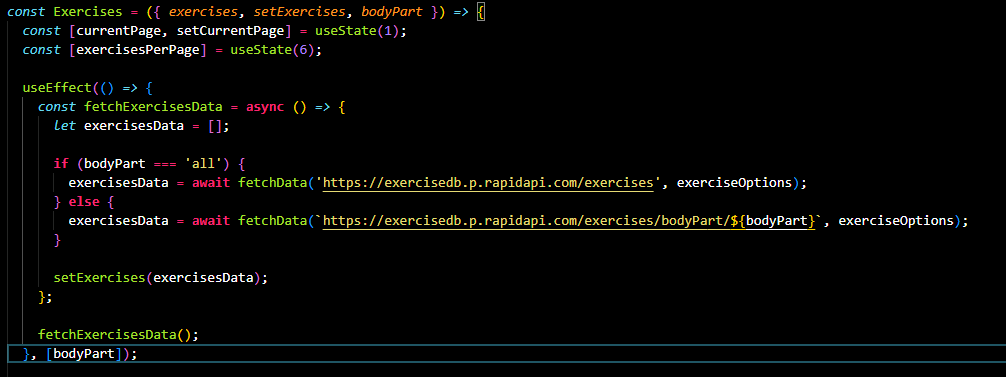 const Exercises = ({ exercises, setExercises, bodyPart }) => {
const [currentPage, setCurrentPage] = useState(1);
const [exercisesPerPage] = useState(6);
useEffect(() => {
const fetchExercisesData = async () => {
let exercisesData = [];
if (bodyPart === 'all') {
exercisesData = await fetchData('https://exercisedb.p.rapidapi.com/exercises', exerciseOptions);
} else {
exercisesData = await fetchData(`https://exercisedb.p.rapidapi.com/exercises/bodyPart/${bodyPart}`, exerciseOptions);
}
setExercises(exercisesData);
};
fetchExercisesData();
}, [bodyPart]);